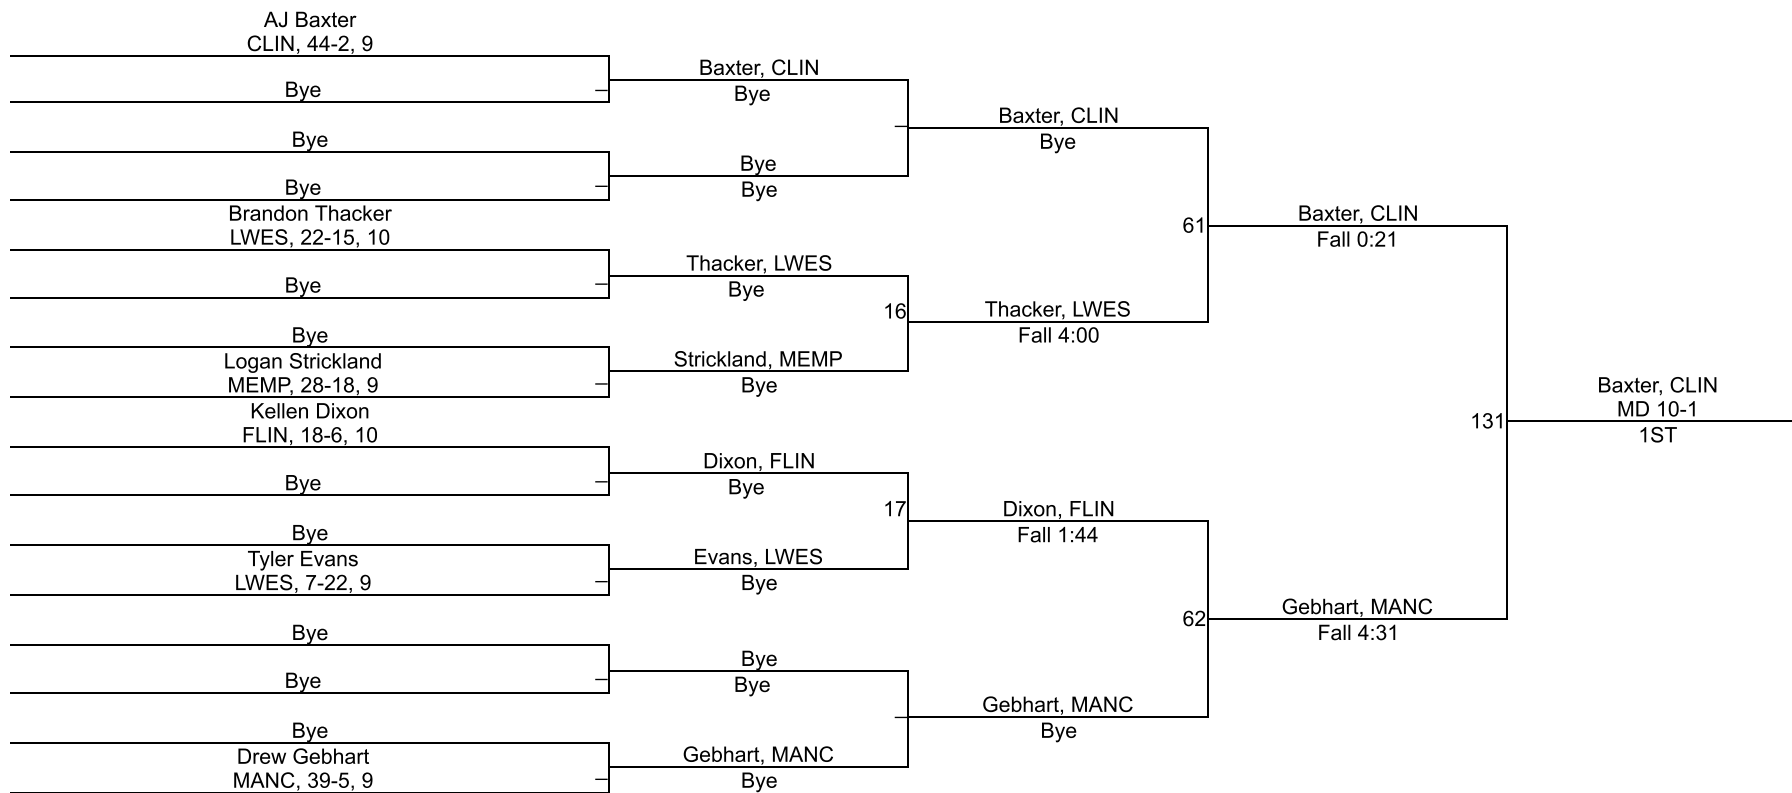 AJ Baxter
CLIN, 44-2, 9
Bye
Bye
Bye
Brandon Thacker
LWES, 22-15, 10
Bye
Bye
Logan Strickland
MEMP, 28-18, 9
Kellen Dixon
FLIN, 18-6, 10
Bye
Bye
Tyler Evans
LWES, 7-22, 9
Bye
Bye
Bye
Drew Gebhart
MANC, 39-5, 9
Baxter, CLIN
Bye
Bye
Bye
Thacker, LWES
Bye
16
Strickland, MEMP
Bye
Dixon, FLIN
Bye
17
Evans, LWES
Bye
Bye
Bye
Gebhart, MANC
Bye
Baxter, CLIN
Bye
61
Thacker, LWES
Fall 4:00
Dixon, FLIN
Fall 1:44
62
Gebhart, MANC
Bye
Baxter, CLIN
Fall 0:21
131
Gebhart, MANC
Fall 4:31
Baxter, CLIN
MD 10-1
1ST